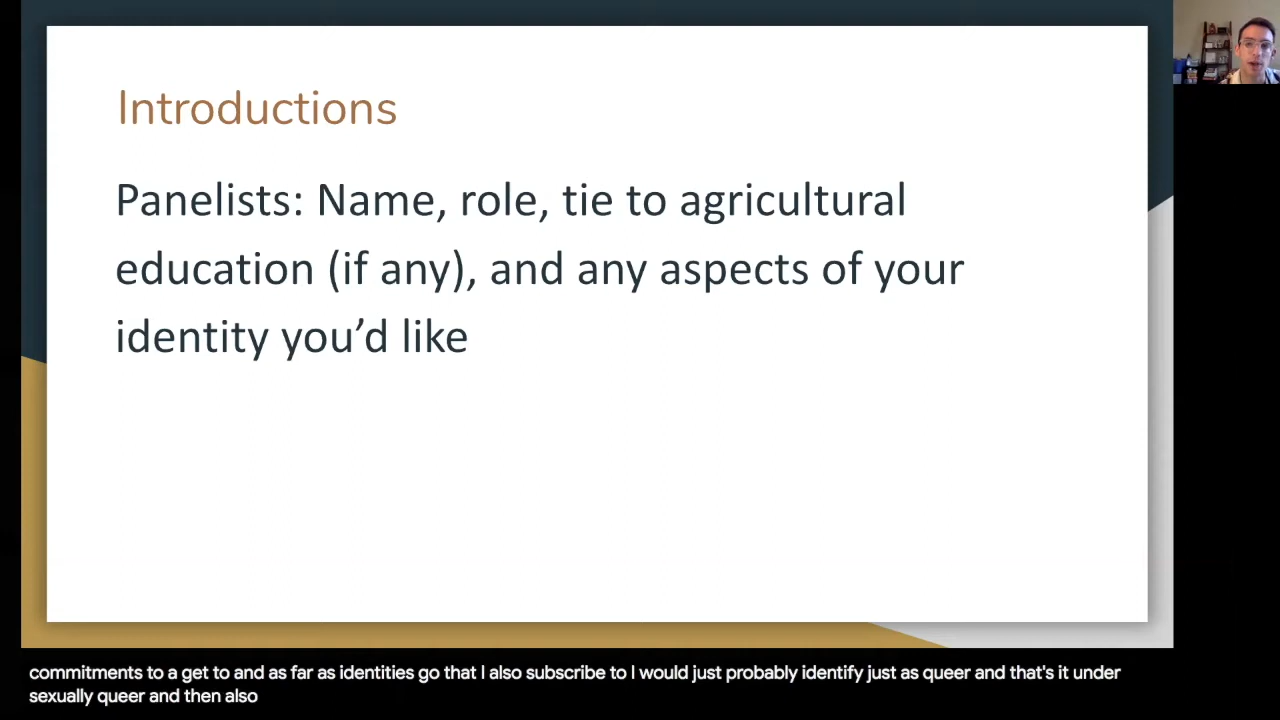 Introductions
Panelists: Name, role, tie to agricultural
education (if any), and any aspects of your
identity you’d like
commitments to a get to and as far as identities go that I also subscribe to I would just probably identify just as queer and that's it under
sexually queer and then also